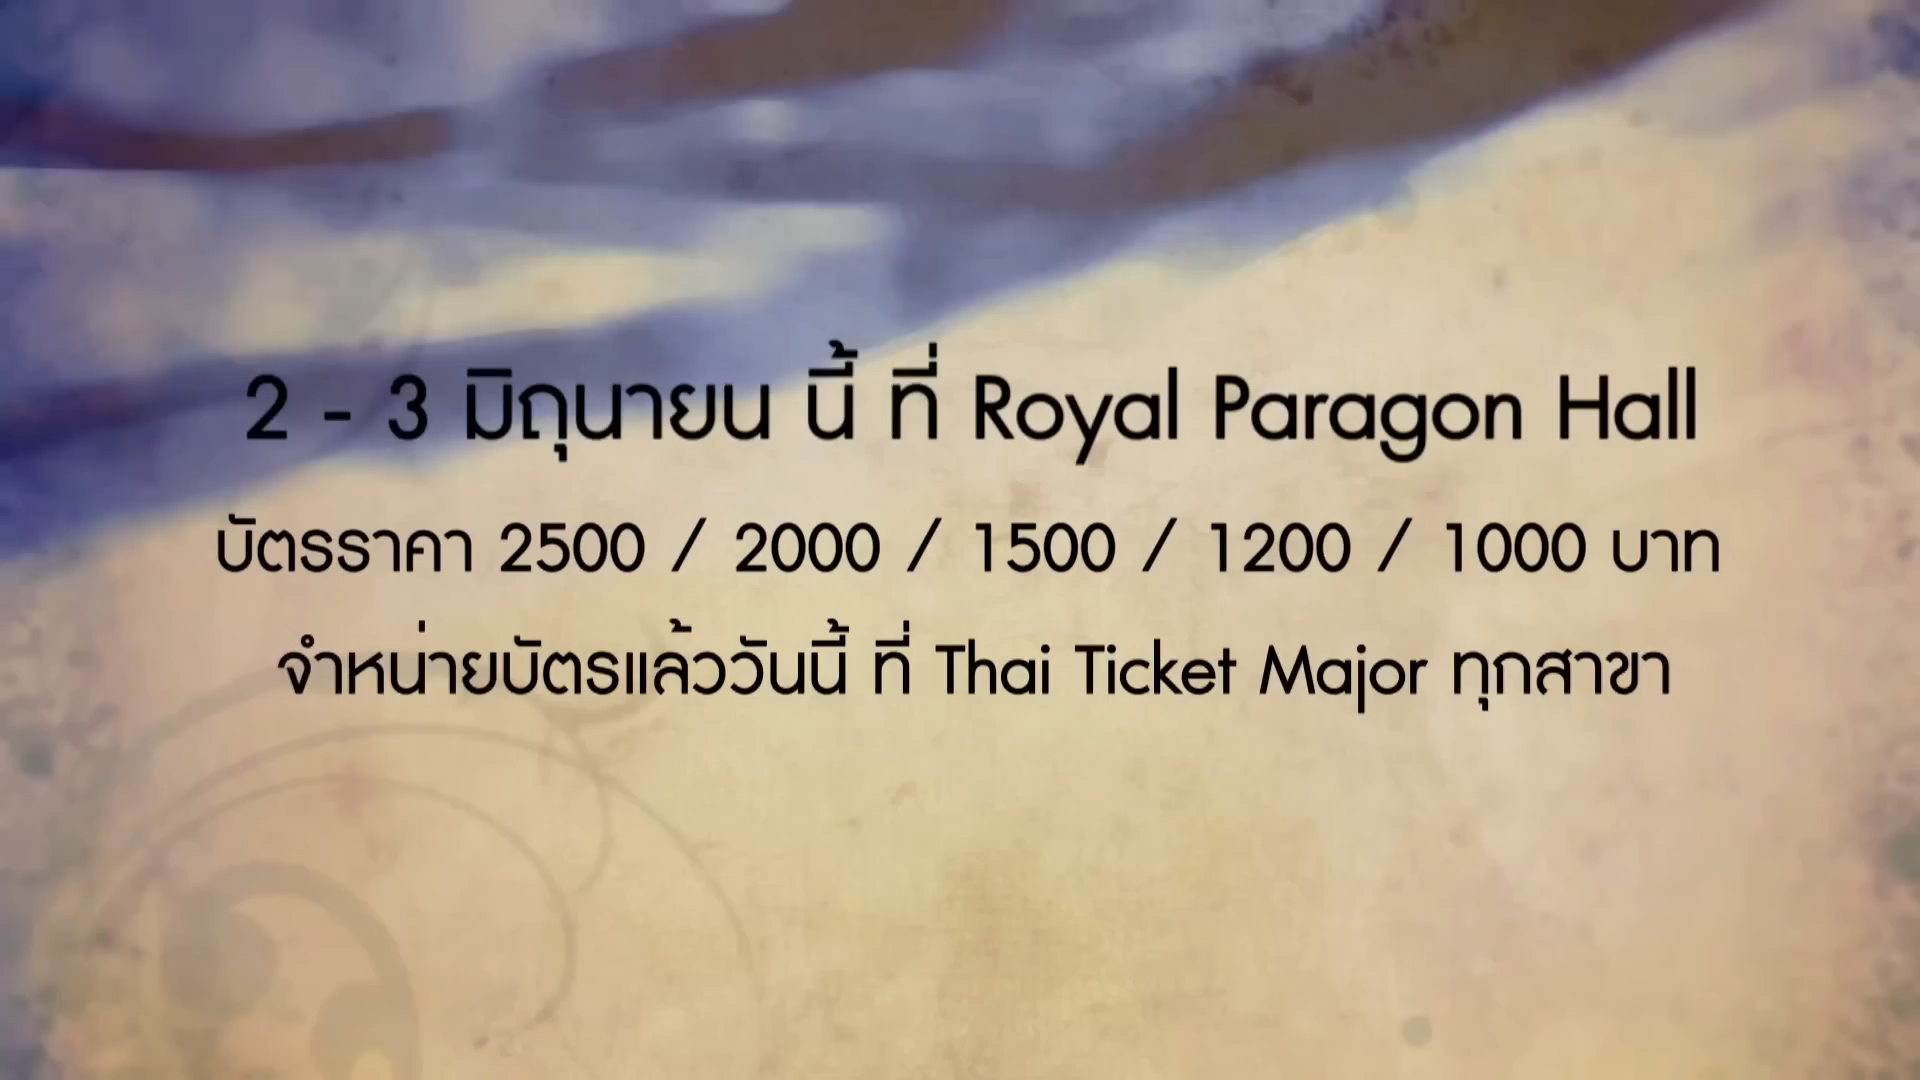 2 - 3 มิถุนายน นี้ ที่ Royal Paragon Hall
บัตรราคา 2500 / 2000 / 1500 / 1200 / 1000 บาท
จำหน่ายบัตรแล้ววันนี้ ที่ Thai Ticket Major ทุกสาขา